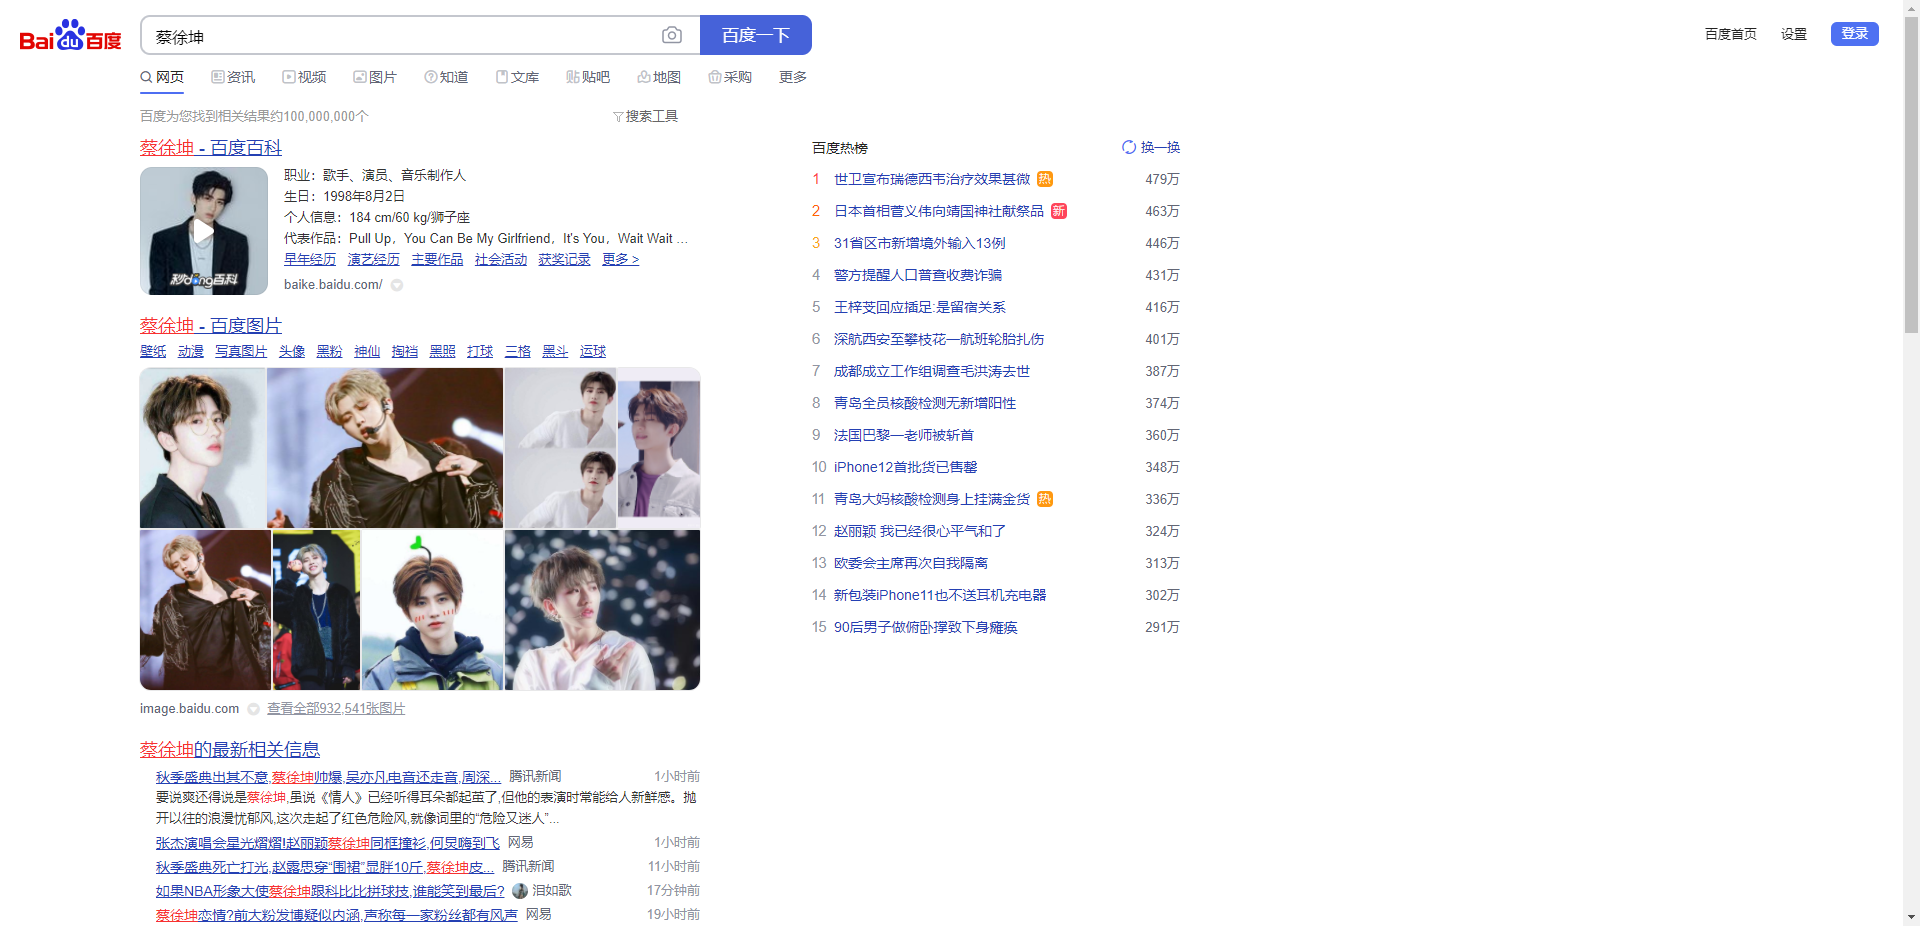 Bai du 百度
蔡徐坤
百度一下
百度首页 设置 登录
网页 资讯 视频 图片 知道 文库 贴吧 地图 采购 更多
百度为您找到相关结果约100,000,000个 搜索工具
蔡徐坤 - 百度百科
职业：歌手、演员、音乐制作人
生日：1998年8月2日
个人信息：184 cm/60 kg/狮子座
代表作品：Pull Up，You Can Be My Girlfriend，It's You，Wait Wait ...
早年经历 演艺经历 主要作品 社会活动 获奖记录 更多 >
秒dong百科
baike.baidu.com/
蔡徐坤 - 百度图片
壁纸 动漫 写真图片 头像 黑粉 神仙 掏裆 黑照 打球 三格 黑斗 运球
image.baidu.com 查看全部932,541张图片
蔡徐坤的最新相关信息
秋季盛典出其不意,蔡徐坤帅爆,吴亦凡电音还走音,周深... 腾讯新闻 1小时前
要说爽还得说是蔡徐坤,虽说《情人》已经听得耳朵都起茧了,但他的表演时常能给人新鲜感。抛
开以往的浪漫忧郁风,这次走起了红色危险风,就像词里的“危险又迷人”...
张杰演唱会星光熠熠!赵丽颖蔡徐坤同框撞衫,何炅嗨到飞 网易 1小时前
秋季盛典死亡打光,赵露思穿“围裙”显胖10斤,蔡徐坤皮... 腾讯新闻 11小时前
如果NBA形象大使蔡徐坤跟科比比拼球技,谁能笑到最后? 泪如歌 17分钟前
蔡徐坤恋情?前大粉发博疑似内涵,声称每一家粉丝都有风声 网易 19小时前
百度热榜 换一换
1 世卫宣布瑞德西韦治疗效果甚微 热 479万
2 日本首相菅义伟向靖国神社献祭品 新 463万
3 31省区市新增境外输入13例 446万
4 警方提醒人口普查收费诈骗 431万
5 王梓芠回应插足:是留宿关系 416万
6 深航西安至攀枝花一航班轮胎扎伤 401万
7 成都成立工作组调查毛洪涛去世 387万
8 青岛全员核酸检测无新增阳性 374万
9 法国巴黎一老师被斩首 360万
10 iPhone12首批货已售罄 348万
11 青岛大妈核酸检测身上挂满金货 热 336万
12 赵丽颖 我已经很心平气和了 324万
13 欧委会主席再次自我隔离 313万
14 新包装iPhone11也不送耳机充电器 302万
15 90后男子做俯卧撑致下身瘫痪 291万